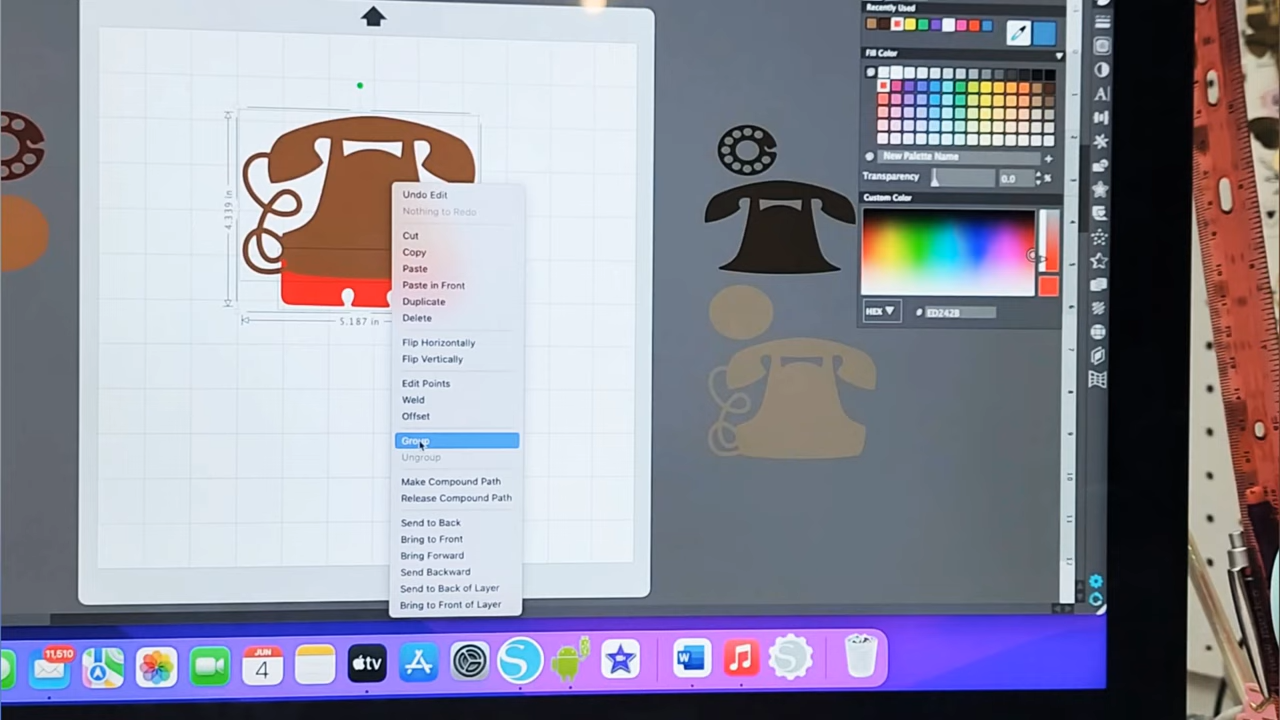 Recently Used
Fill Color
New Palette Name
Transparency
0.0
%
Custom Color
HEX
#
ED242B
4.339 in
5.187 in
Undo Edit
Nothing to Redo
Cut
Copy
Paste
Paste in Front
Duplicate
Delete
Flip Horizontally
Flip Vertically
Edit Points
Weld
Offset
Group
Ungroup
Make Compound Path
Release Compound Path
Send to Back
Bring to Front
Bring Forward
Send Backward
Send to Back of Layer
Bring to Front of Layer
11,510
JUN
4
tv
W